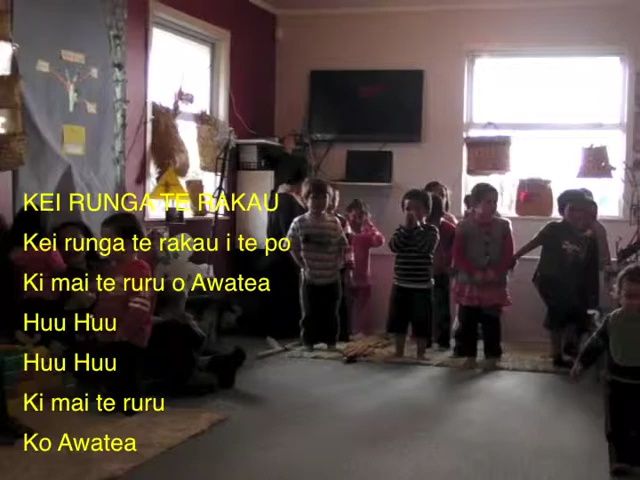 KEI RUNGA TE RAKAU
Kei runga te rakau i te po
Ki mai te ruru o Awatea
Huu Huu
Huu Huu
Ki mai te ruru
Ko Awatea